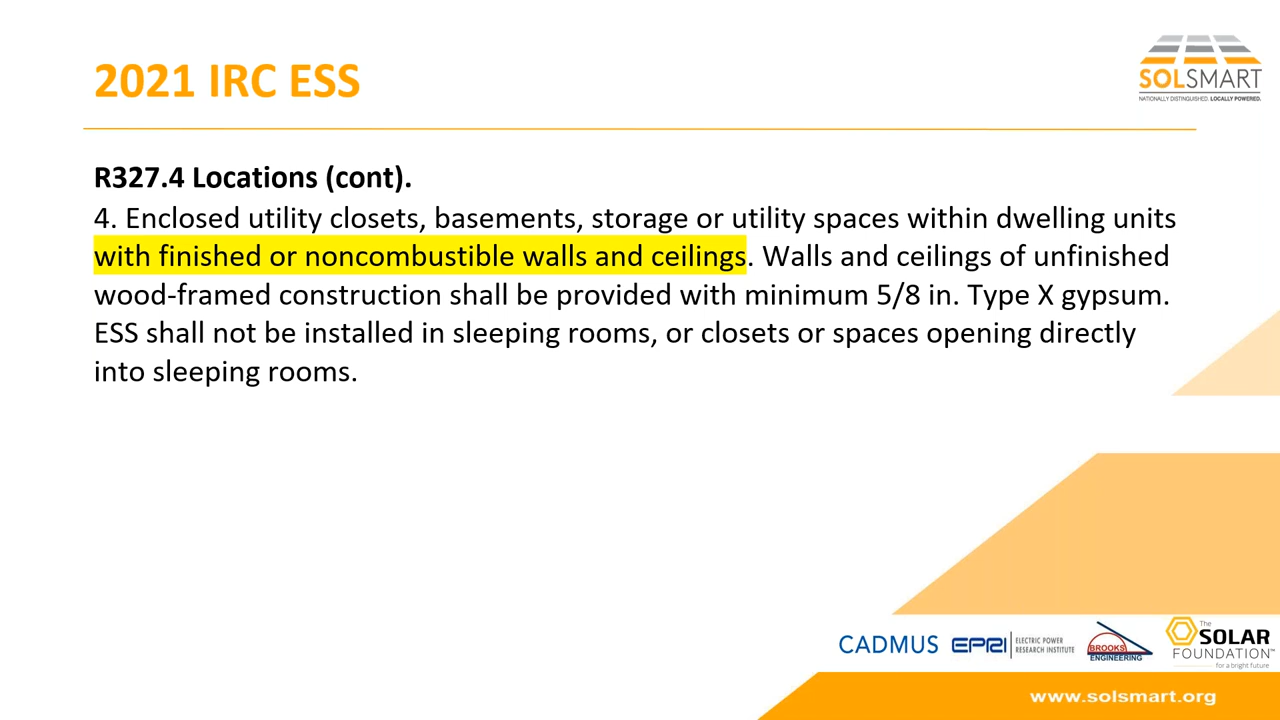 2021 IRC ESS
SOLSMART
NATIONALLY DISTINGUISHED. LOCALLY POWERED.
R327.4 Locations (cont).
4. Enclosed utility closets, basements, storage or utility spaces within dwelling units
with finished or noncombustible walls and ceilings. Walls and ceilings of unfinished
wood-framed construction shall be provided with minimum 5/8 in. Type X gypsum.
ESS shall not be installed in sleeping rooms, or closets or spaces opening directly
into sleeping rooms.
CADMUS
EPRI
ELECTRIC POWER
RESEARCH INSTITUTE
BROOKS
ENGINEERING
The
SOLAR
FOUNDATION™
for a bright future
www.solsmart.org